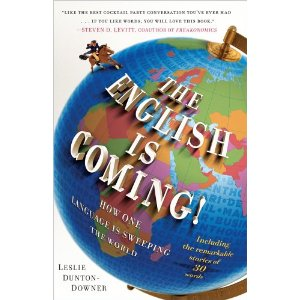 "LIKE THE BEST COCKTAIL PARTY CONVERSATION YOU'VE EVER HAD
. . . IF YOU LIKE WORDS, YOU WILL LOVE THIS BOOK."
—STEVEN D. LEVITT, COAUTHOR OF FREAKONOMICS
THE
ENGLISH
IS
COMING!
HOW ONE
LANGUAGE IS SWEEPING
THE WORLD
Including
the remarkable
stories of
30
words
LESLIE
DUNTON-
DOWNER